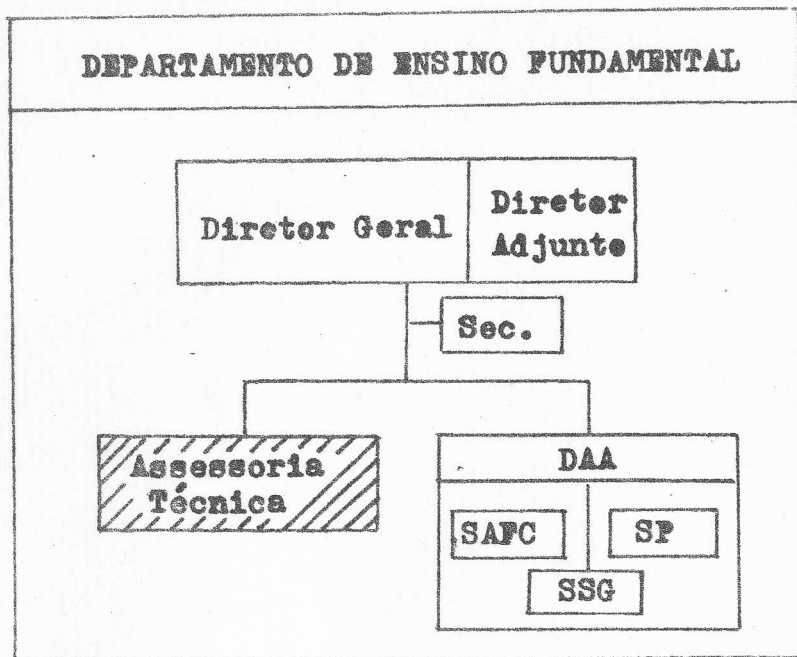 DEPARTAMENTO DE ENSINO FUNDAMENTAL
Diretor Geral
Diretor
Adjunto
Sec.
Assessoria
Técnica
DAA
SAFC
SP
SSG